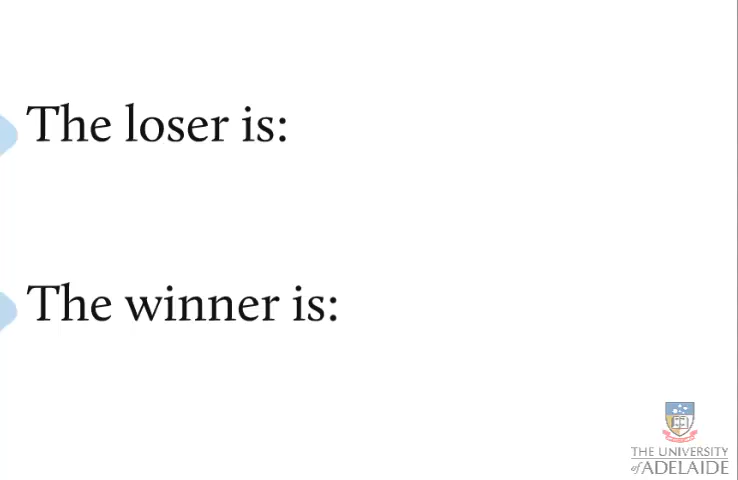 The loser is:
The winner is:
THE UNIVERSITY
of ADELAIDE